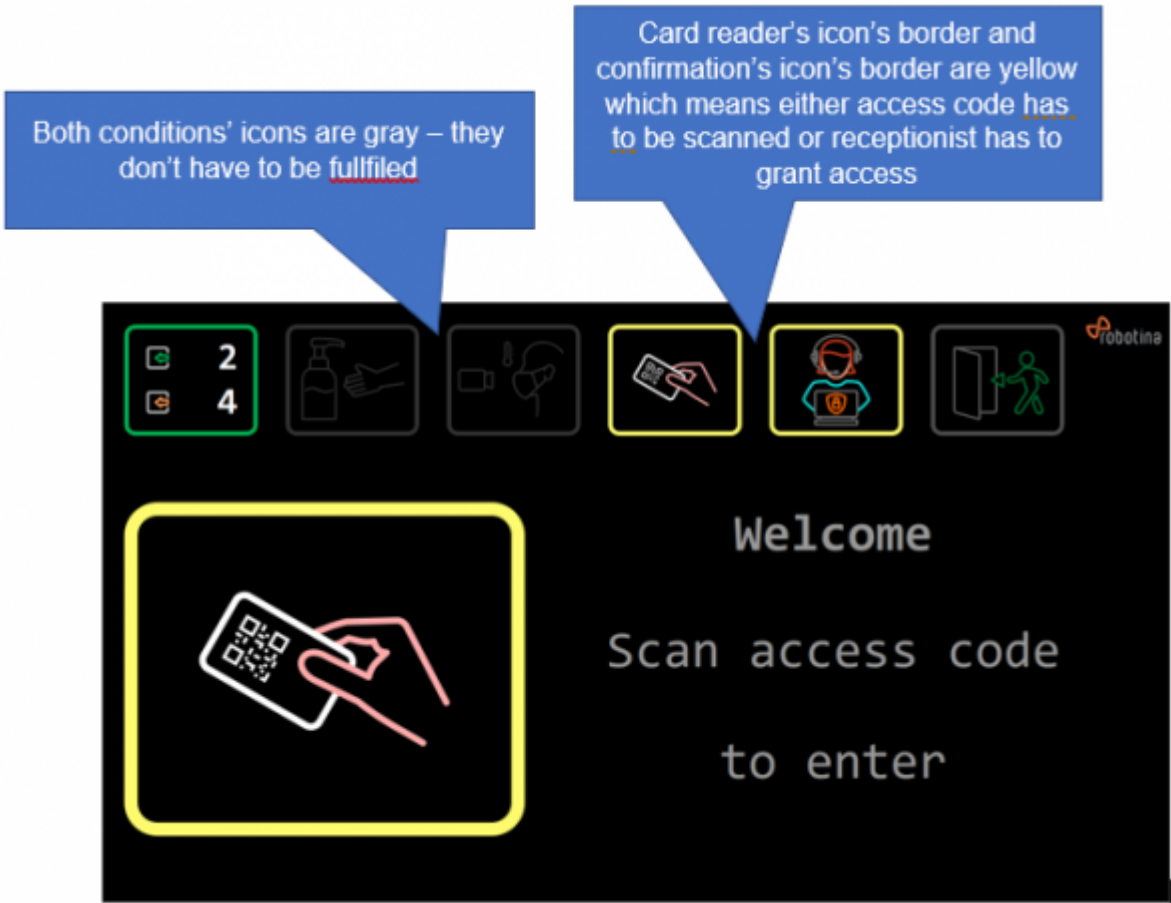 Both conditions’ icons are gray – they
don’t have to be fullfiled
Card reader’s icon’s border and
confirmation’s icon’s border are yellow
which means either access code has
to be scanned or receptionist has to
grant access
2
4
robotina
Welcome
Scan access code
to enter